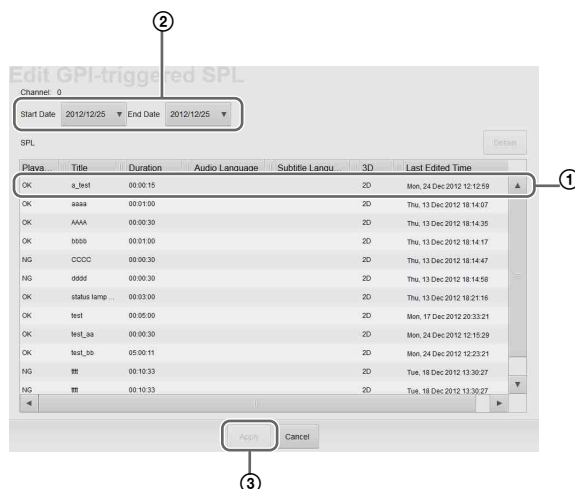 ②
Edit GPI-triggered SPL
Channel: 0
Start Date 2012/12/25 ▼ End Date 2012/12/25 ▼
SPL Detail
Playa... Title Duration Audio Language Subtitle Langu... 3D Last Edited Time
OK a_test 00:00:15 2D Mon, 24 Dec 2012 12:12:59
①
OK aaaa 00:01:00 2D Thu, 13 Dec 2012 18:14:07
OK AAAA 00:00:30 2D Thu, 13 Dec 2012 18:14:35
OK bbbb 00:01:00 2D Thu, 13 Dec 2012 18:14:17
NG CCCC 00:00:30 2D Thu, 13 Dec 2012 18:14:47
NG dddd 00:00:30 2D Thu, 13 Dec 2012 18:14:58
OK status lamp ... 00:03:00 2D Thu, 13 Dec 2012 18:21:16
OK test 00:05:00 2D Mon, 17 Dec 2012 20:33:21
OK test_aa 00:00:30 2D Mon, 24 Dec 2012 12:15:29
OK test_bb 05:00:11 2D Mon, 24 Dec 2012 12:23:21
NG tttt 00:10:33 2D Tue, 18 Dec 2012 13:30:27
NG tttt 00:10:33 2D Tue, 18 Dec 2012 13:30:27
Apply Cancel
③